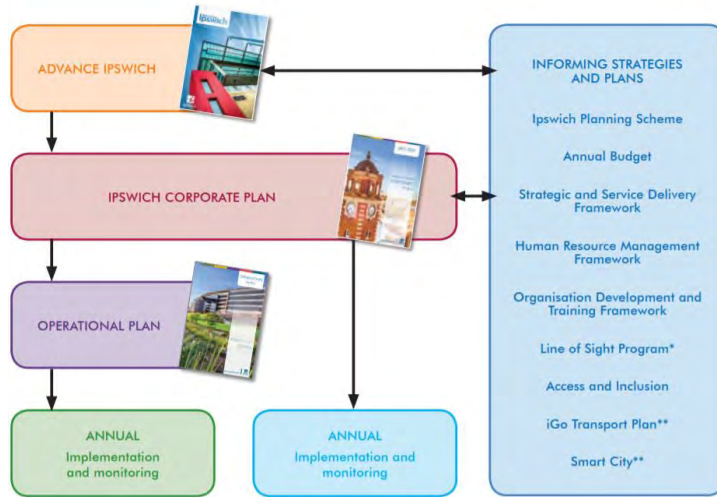 ADVANCE IPSWICH
Ipswich
INFORMING STRATEGIES
AND PLANS
Ipswich Planning Scheme
Annual Budget
IPSWICH CORPORATE PLAN
Strategic and Service Delivery
Framework
Human Resource Management
Framework
Organisation Development and
Training Framework
OPERATIONAL PLAN
Line of Sight Program*
Access and Inclusion
iGo Transport Plan**
Smart City**
ANNUAL
Implementation
and monitoring
ANNUAL
Implementation and
monitoring